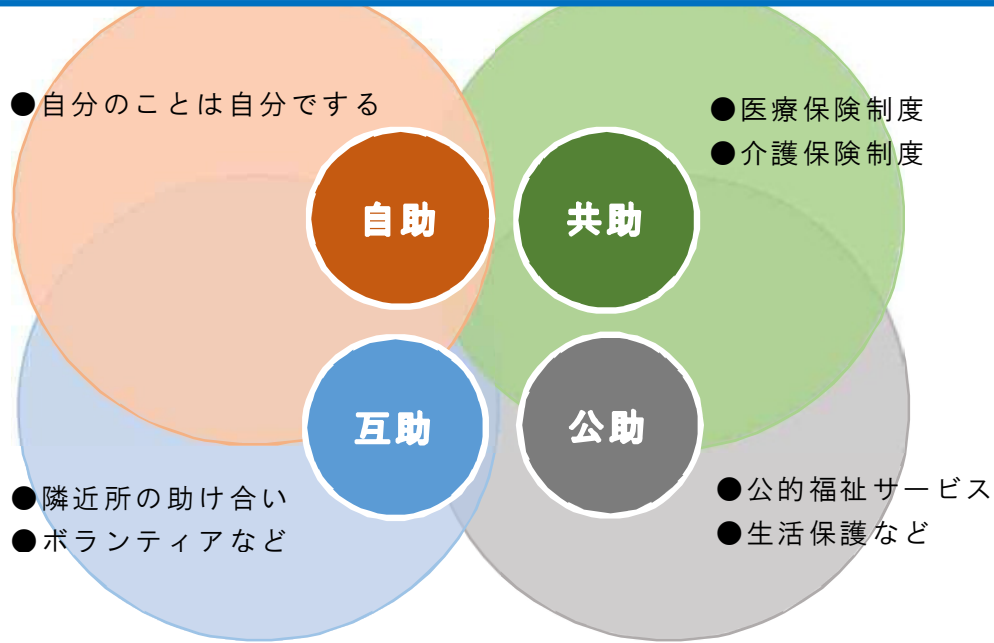 ●自分のことは自分でする
●医療保険制度
●介護保険制度
自助
共助
互助
公助
●隣近所の助け合い
●ボランティアなど
●公的福祉サービス
●生活保護など